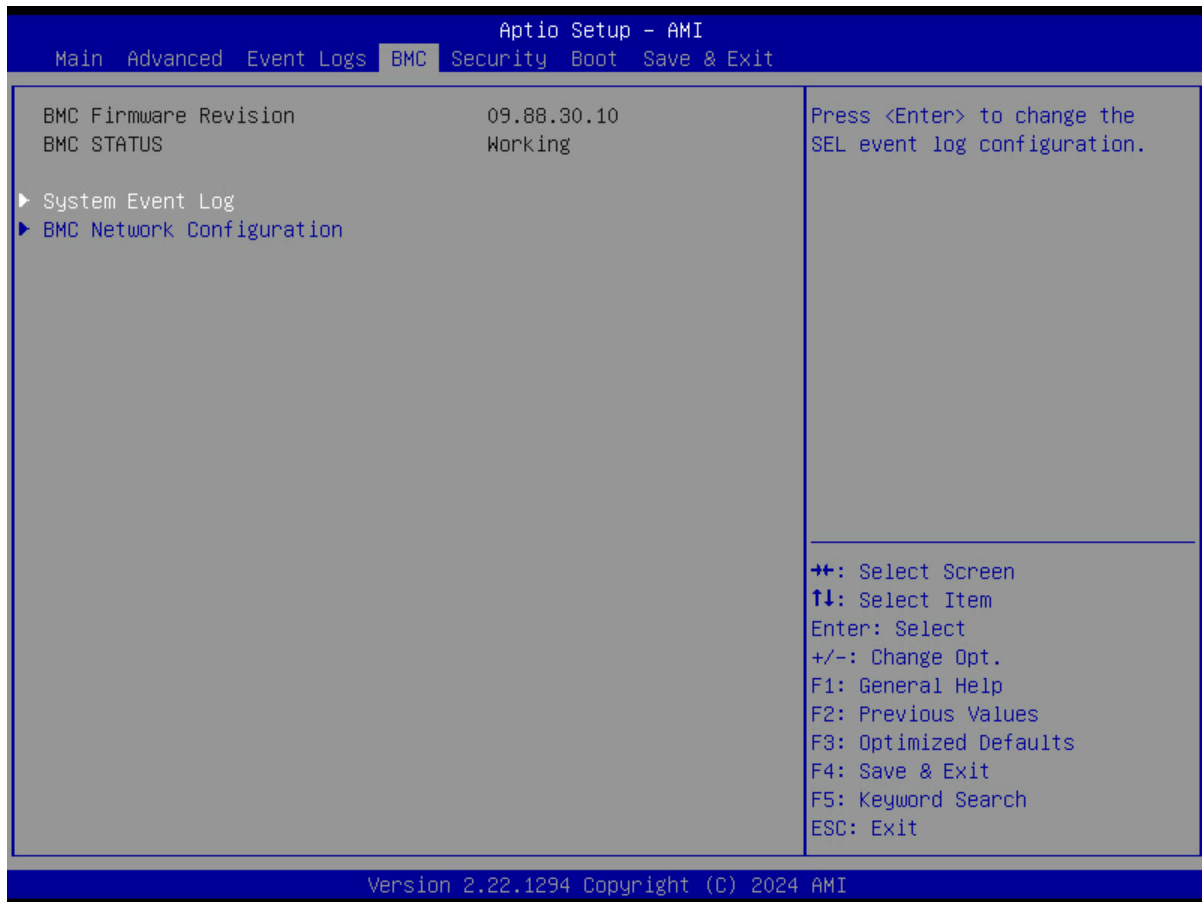 Aptio Setup – AMI
Main Advanced Event Logs BMC Security Boot Save & Exit
BMC Firmware Revision 09.88.30.10
BMC STATUS Working
▶ System Event Log
▶ BMC Network Configuration
Press <Enter> to change the
SEL event log configuration.
→←: Select Screen
↑↓: Select Item
Enter: Select
+/-: Change Opt.
F1: General Help
F2: Previous Values
F3: Optimized Defaults
F4: Save & Exit
F5: Keyword Search
ESC: Exit
Version 2.22.1294 Copyright (C) 2024 AMI